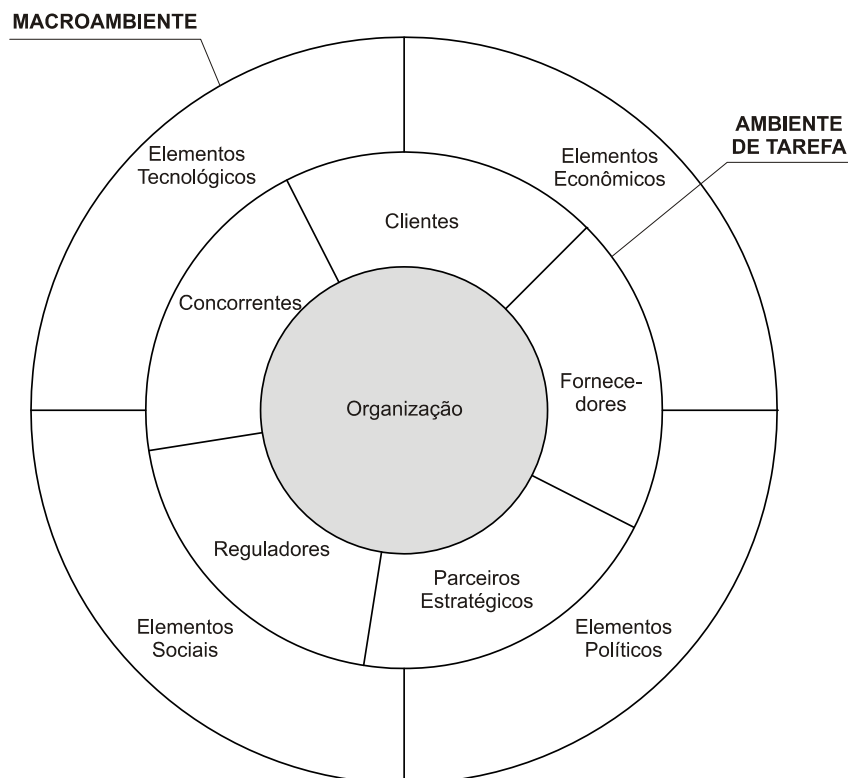 MACROAMBIENTE
AMBIENTE
DE TAREFA
Elementos
Tecnológicos
Elementos
Econômicos
Clientes
Concorrentes
Fornece-
dores
Organização
Reguladores
Parceiros
Estratégicos
Elementos
Sociais
Elementos
Políticos